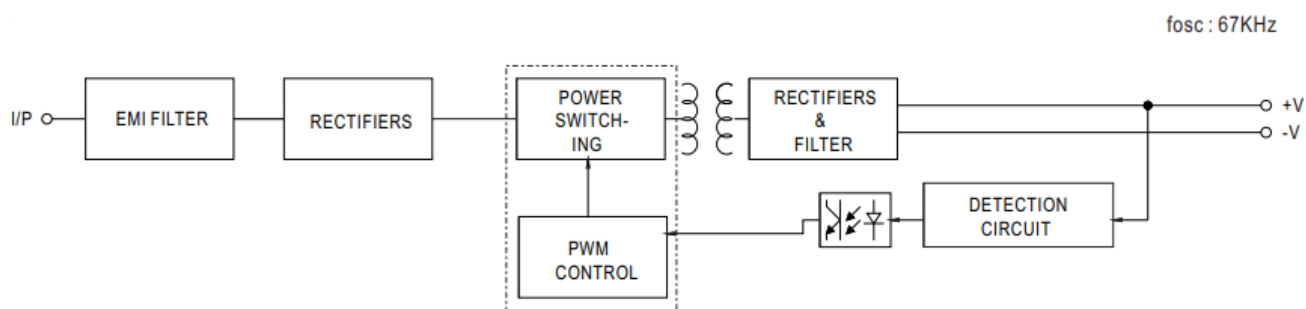 fosc : 67KHz
I/P
EMI FILTER
RECTIFIERS
POWER
SWITCH-
ING
RECTIFIERS
&
FILTER
+V
-V
DETECTION
CIRCUIT
PWM
CONTROL